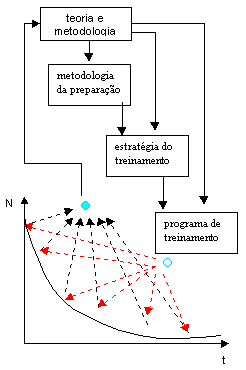 teoria e
metodologia
metodologia
da preparação
estratégia do
treinamento
programa de
treinamento
N
t